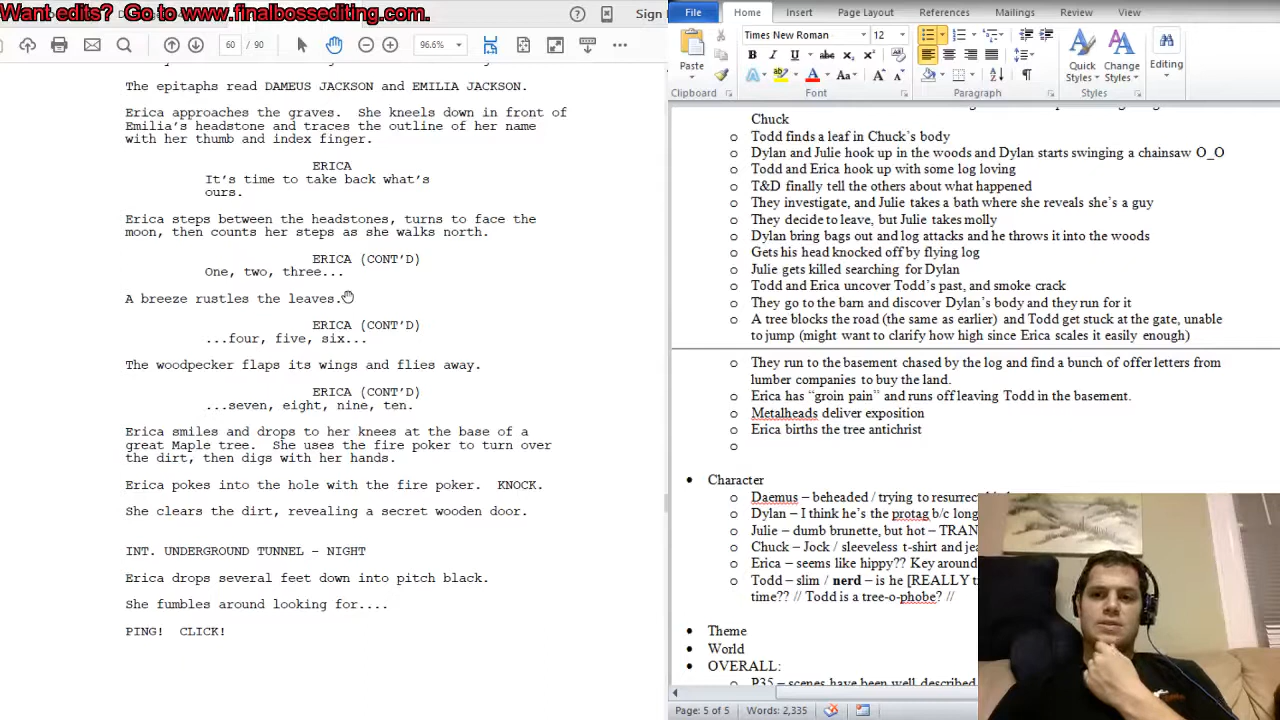 Want edits?  Go to www.finalbossediting.com.
Sign
60
90
96.6%
The epitaphs read DAMEUS JACKSON and EMILIA JACKSON.
Erica approaches the graves.  She kneels down in front of
Emilia's headstone and traces the outline of her name
with her thumb and index finger.
ERICA
It's time to take back what's
ours.
Erica steps between the headstones, turns to face the
moon, then counts her steps as she walks north.
ERICA (CONT'D)
One, two, three...
A breeze rustles the leaves.
ERICA (CONT'D)
...four, five, six...
The woodpecker flaps its wings and flies away.
ERICA (CONT'D)
...seven, eight, nine, ten.
Erica smiles and drops to her knees at the base of a
great Maple tree.  She uses the fire poker to turn over
the dirt, then digs with her hands.
Erica pokes into the hole with the fire poker.  KNOCK.
She clears the dirt, revealing a secret wooden door.
INT. UNDERGROUND TUNNEL - NIGHT
Erica drops several feet down into pitch black.
She fumbles around looking for....
PING!  CLICK!
File Home Insert Page Layout References Mailings Review View
Times New Roman 12
Paste
Quick Styles
Change Styles
Editing
Clipboard Font Paragraph Styles
Chuck
Todd finds a leaf in Chuck's body
Dylan and Julie hook up in the woods and Dylan starts swinging a chainsaw O_O
Todd and Erica hook up with some log loving
T&D finally tell the others about what happened
They investigate, and Julie takes a bath where she reveals she's a guy
They decide to leave, but Julie takes molly
Dylan bring bags out and log attacks and he throws it into the woods
Gets his head knocked off by flying log
Julie gets killed searching for Dylan
Todd and Erica uncover Todd's past, and smoke crack
They go to the barn and discover Dylan's body and they run for it
A tree blocks the road (the same as earlier) and Todd get stuck at the gate, unable
to jump (might want to clarify how high since Erica scales it easily enough)
They run to the basement chased by the log and find a bunch of offer letters from
lumber companies to buy the land.
Erica has "groin pain" and runs off leaving Todd in the basement.
Metalheads deliver exposition
Erica births the tree antichrist
Character
Daemus – beheaded / trying to resurrect
Dylan – I think he's the protag b/c long
Julie – dumb brunette, but hot – TRAN
Chuck – Jock / sleeveless t-shirt and je
Erica – seems like hippy?? Key around
Todd – slim / nerd – is he [REALLY
time?? // Todd is a tree-o-phobe? //
Theme
World
OVERALL:
P35 – scenes have been well described
Page: 5 of 5 Words: 2,335